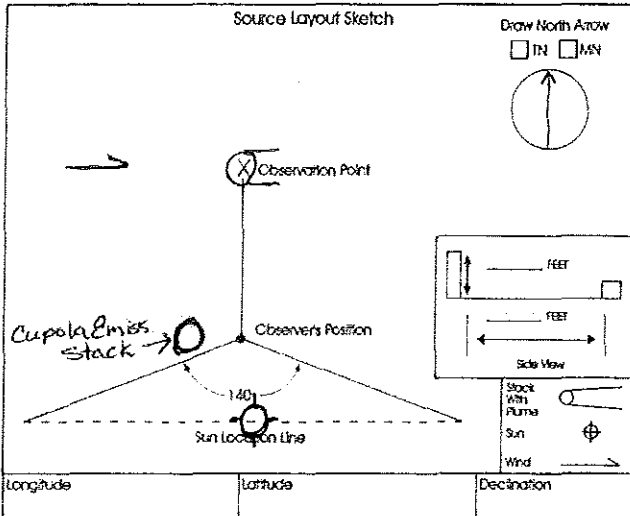 Source Layout Sketch
Draw North Arrow
TN MN
X Observation Point
FEET
Cupola Emiss.
Stack
Observer's Position
FEET
Side View
140
Stack
With
Plume
Sun
Sun Location Line
Wind
Longitude Latitude Declination